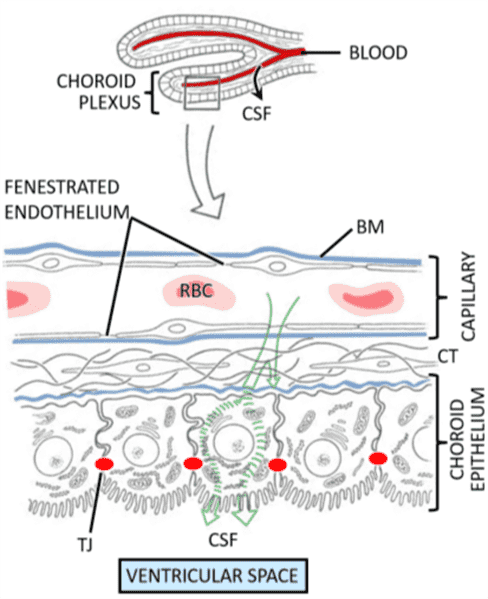 BLOOD
CHOROID
PLEXUS
CSF
FENESTRATED
ENDOTHELIUM
BM
RBC
CAPILLARY
CT
CHOROID
EPITHELIUM
TJ
CSF
VENTRICULAR SPACE